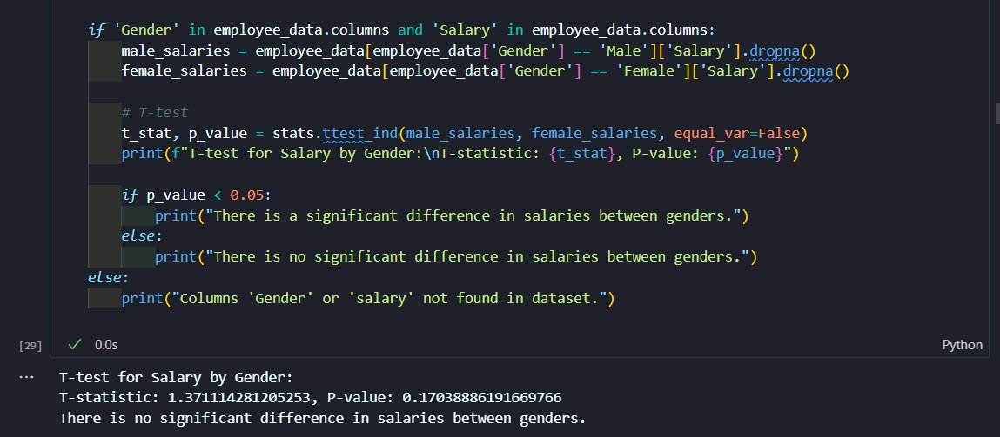 if 'Gender' in employee_data.columns and 'Salary' in employee_data.columns:
    male_salaries = employee_data[employee_data['Gender'] == 'Male']['Salary'].dropna()
    female_salaries = employee_data[employee_data['Gender'] == 'Female']['Salary'].dropna()
    # T-test
    t_stat, p_value = stats.ttest_ind(male_salaries, female_salaries, equal_var=False)
    print(f"T-test for Salary by Gender:\nT-statistic: {t_stat}, P-value: {p_value}")
    if p_value < 0.05:
        print("There is a significant difference in salaries between genders.")
    else:
        print("There is no significant difference in salaries between genders.")
else:
    print("Columns 'Gender' or 'salary' not found in dataset.")
[29] ✓ 0.0s Python
... T-test for Salary by Gender:
T-statistic: 1.371114281205253, P-value: 0.17038886191669766
There is no significant difference in salaries between genders.